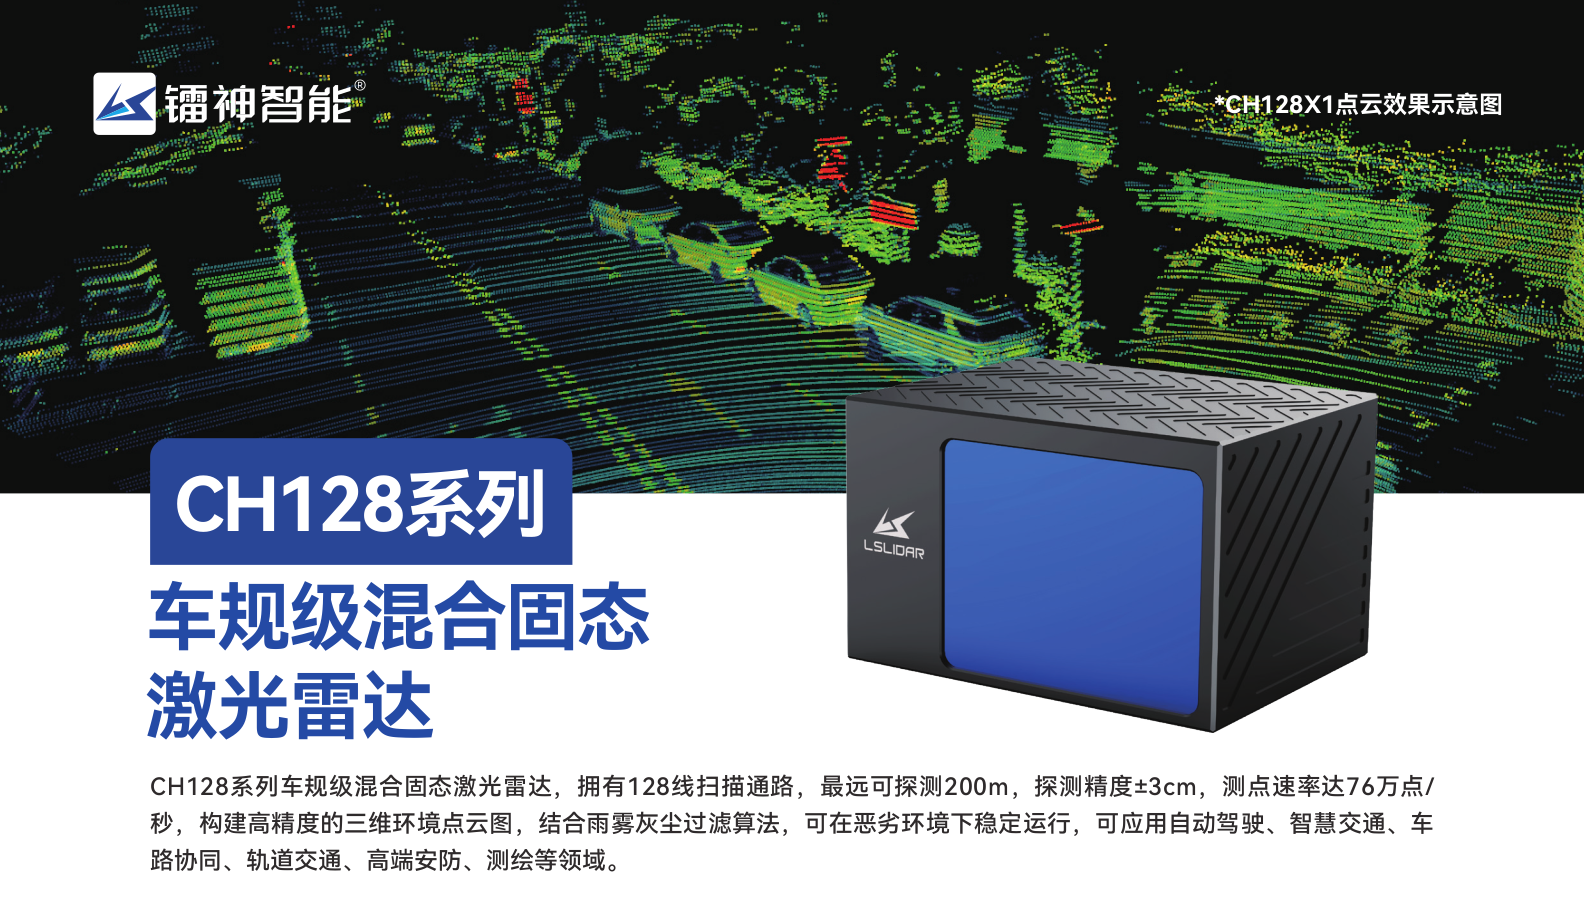 镭神智能®
*CH128X1点云效果示意图
CH128系列
车规级混合固态
激光雷达
LSLIDAR
CH128系列车规级混合固态激光雷达，拥有128线扫描通路，最远可探测200m，探测精度±3cm，测点速率达76万点/
秒，构建高精度的三维环境点云图，结合雨雾灰尘过滤算法，可在恶劣环境下稳定运行，可应用自动驾驶、智慧交通、车
路协同、轨道交通、高端安防、测绘等领域。